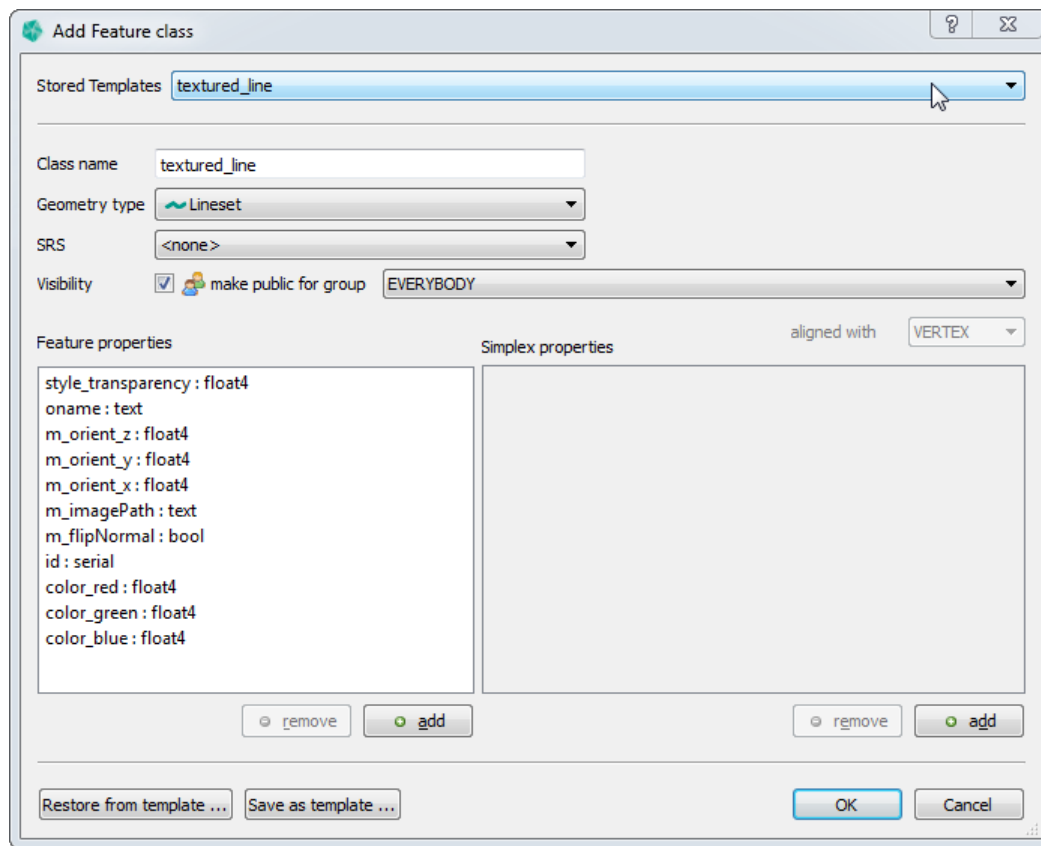 Add Feature class
Stored Templates textured_line
Class name textured_line
Geometry type Lineset
SRS <none>
Visibility make public for group EVERYBODY
aligned with VERTEX
Feature properties
Simplex properties
style_transparency : float4
oname : text
m_orient_z : float4
m_orient_y : float4
m_orient_x : float4
m_imagePath : text
m_flipNormal : bool
id : serial
color_red : float4
color_green : float4
color_blue : float4
remove add remove add
Restore from template ... Save as template ... OK Cancel